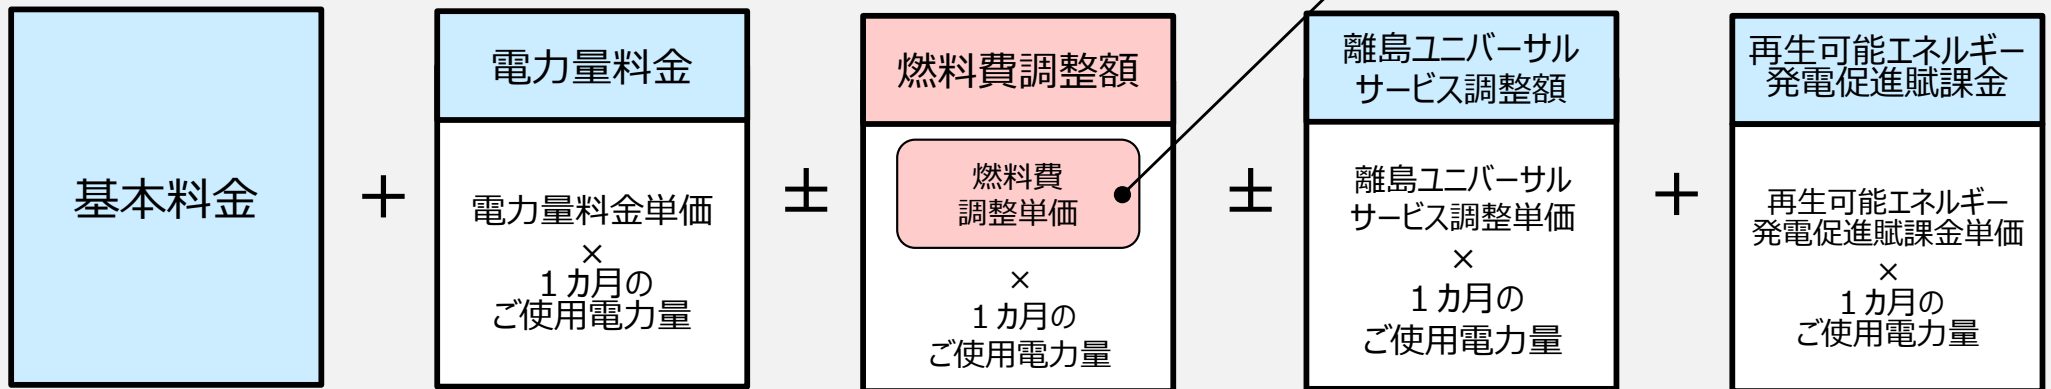 基本料金
＋
電力量料金
電力量料金単価
×
１カ月の
ご使用電力量
±
燃料費調整額
燃料費
調整単価
×
１カ月の
ご使用電力量
±
離島ユニバーサル
サービス調整額
離島ユニバーサル
サービス調整単価
×
１カ月の
ご使用電力量
＋
再生可能エネルギー
発電促進賦課金
再生可能エネルギー
発電促進賦課金単価
×
１カ月の
ご使用電力量